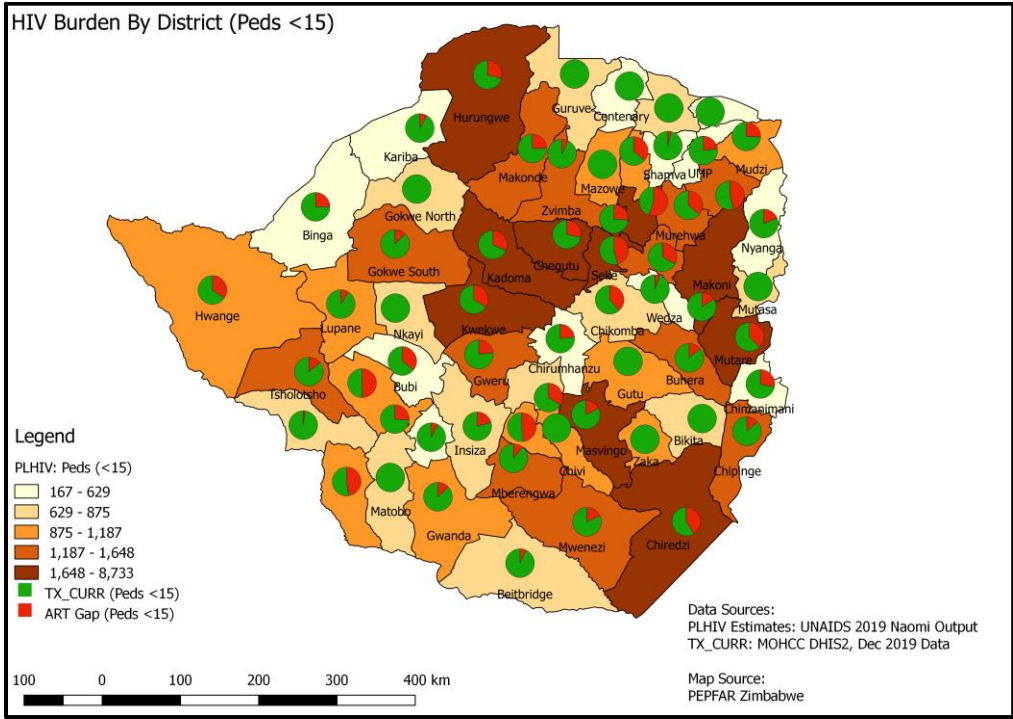 HIV Burden By District (Peds <15)
Hurungwe
Guruve
Centenary
Kariba
Makonde
Mazowe
Shamva
UMP
Mudzi
Binga
Gokwe North
Zvimba
Murehwa
Nyanga
Gokwe South
Kadoma
Chegutu
Seke
Makoni
Hwange
Lupane
Nkayi
Kwekwe
Chikomba
Wedza
Mutasa
Tsholotsho
Bubi
Gweru
Chirumhanzu
Gutu
Buhera
Mutare
Chimanimani
Insiza
Masvingo
Zaka
Bikita
Chipinge
Matobo
Gwanda
Mberengwa
Chivi
Mwenezi
Chiredzi
Beitbridge
Legend
PLHIV: Peds (<15)
167 - 629
629 - 875
875 - 1,187
1,187 - 1,648
1,648 - 8,733
TX_CURR (Peds <15)
ART Gap (Peds <15)
Data Sources:
PLHIV Estimates: UNAIDS 2019 Naomi Output
TX_CURR: MOHCC DHIS2, Dec 2019 Data
Map Source:
PEPFAR Zimbabwe
100 0 100 200 300 400 km